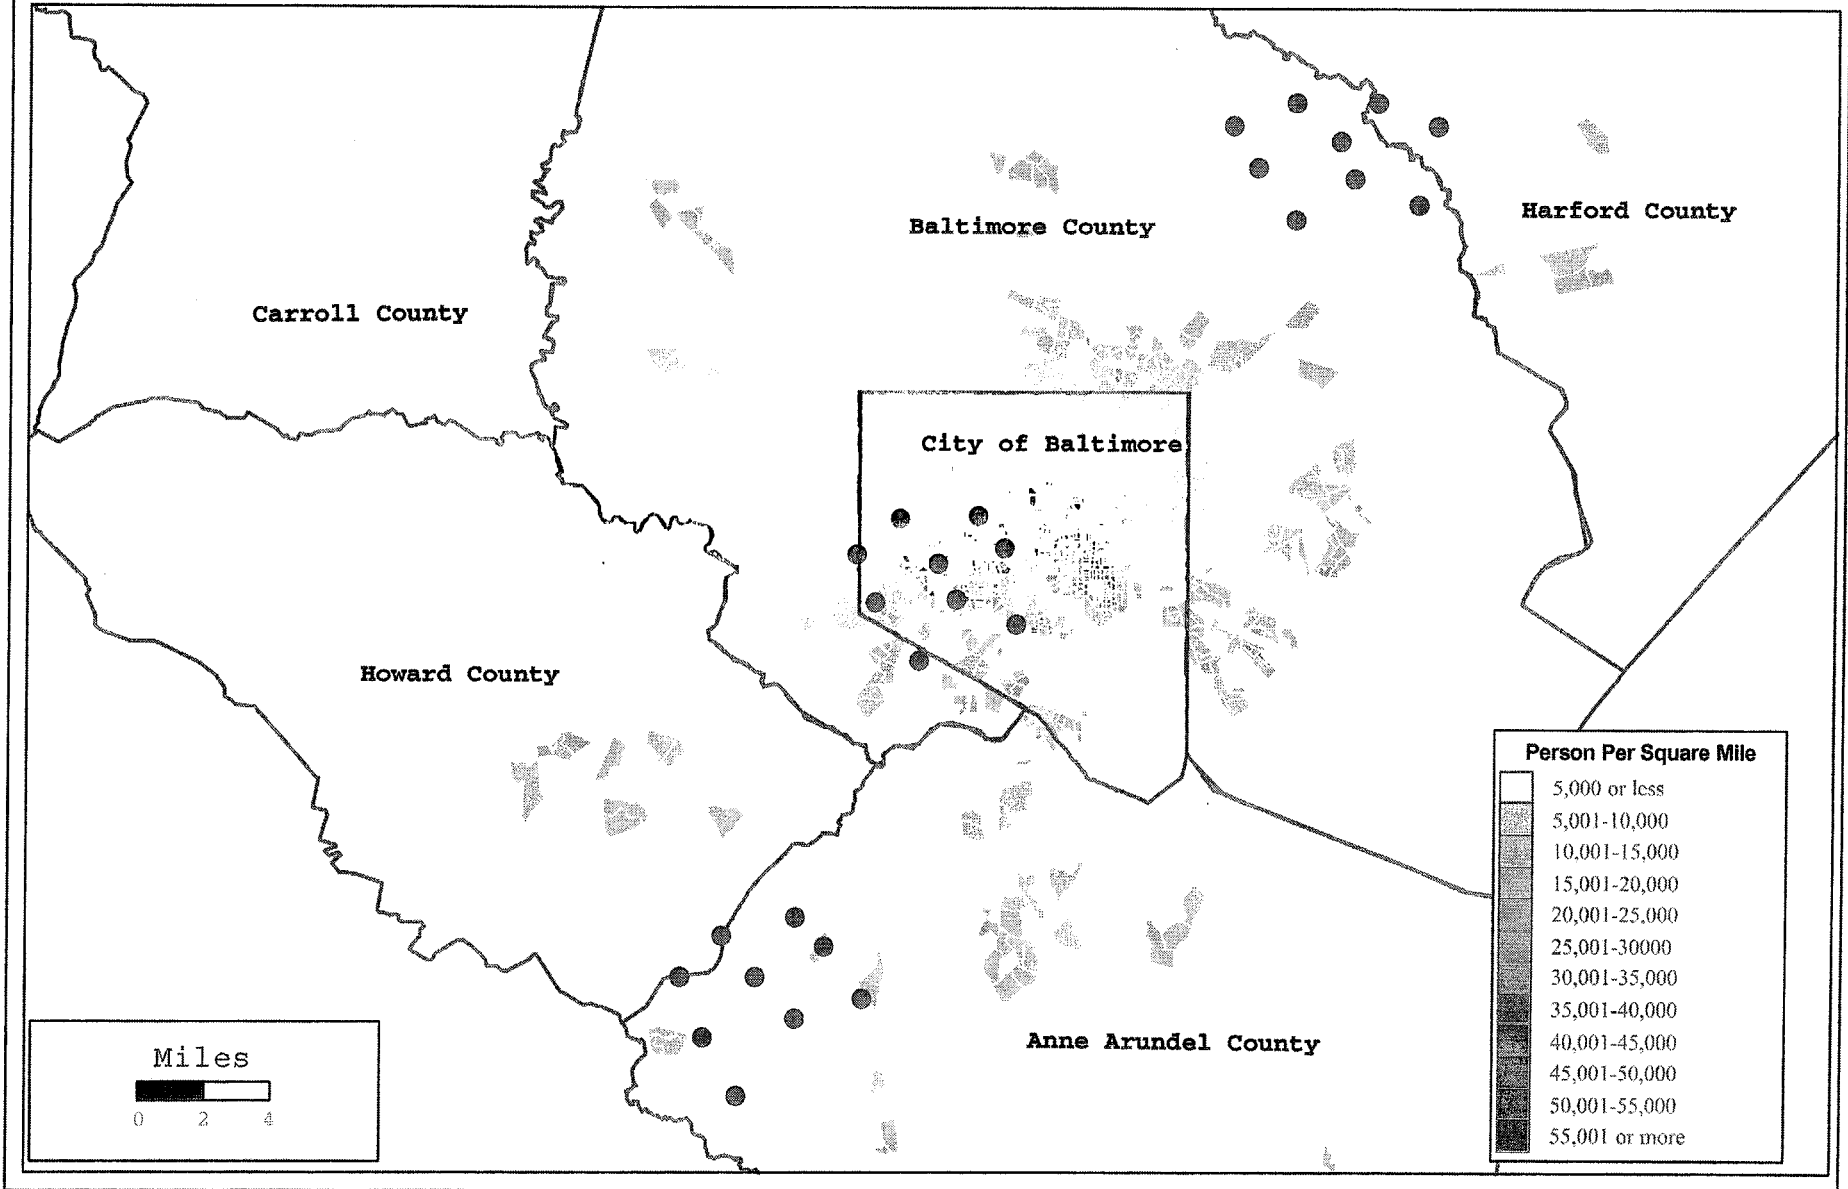 Baltimore County
Harford County
Carroll County
City of Baltimore
Howard County
Anne Arundel County
Miles
0 2 4
Person Per Square Mile
5,000 or less
5,001-10,000
10,001-15,000
15,001-20,000
20,001-25,000
25,001-30000
30,001-35,000
35,001-40,000
40,001-45,000
45,001-50,000
50,001-55,000
55,001 or more